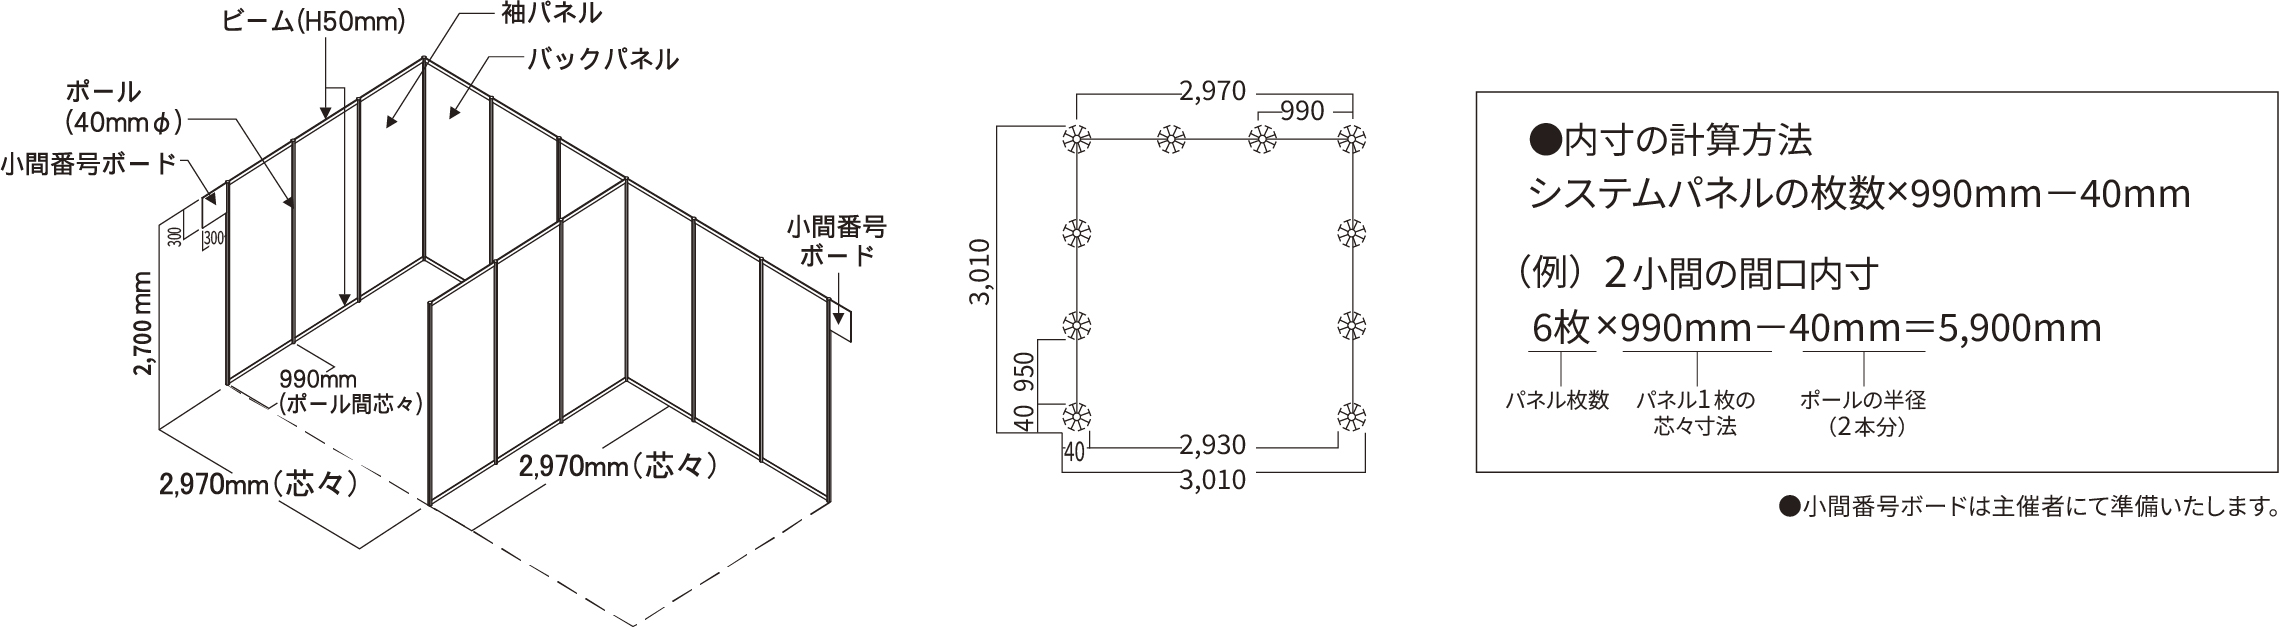 ビーム(H50mm)
袖パネル
バックパネル
ポール
(40mmφ)
小間番号ボード
300
300
2,700mm
990mm
(ポール間芯々)
2,970mm(芯々)
2,970mm(芯々)
小間番号
ボード
2,970
990
3,010
950
40
40
2,930
3,010
●内寸の計算方法
システムパネルの枚数×990mm−40mm
(例)2小間の間口内寸
6枚×990mm−40mm=5,900mm
パネル枚数
パネル1枚の
芯々寸法
ポールの半径
(2本分)
●小間番号ボードは主催者にて準備いたします。